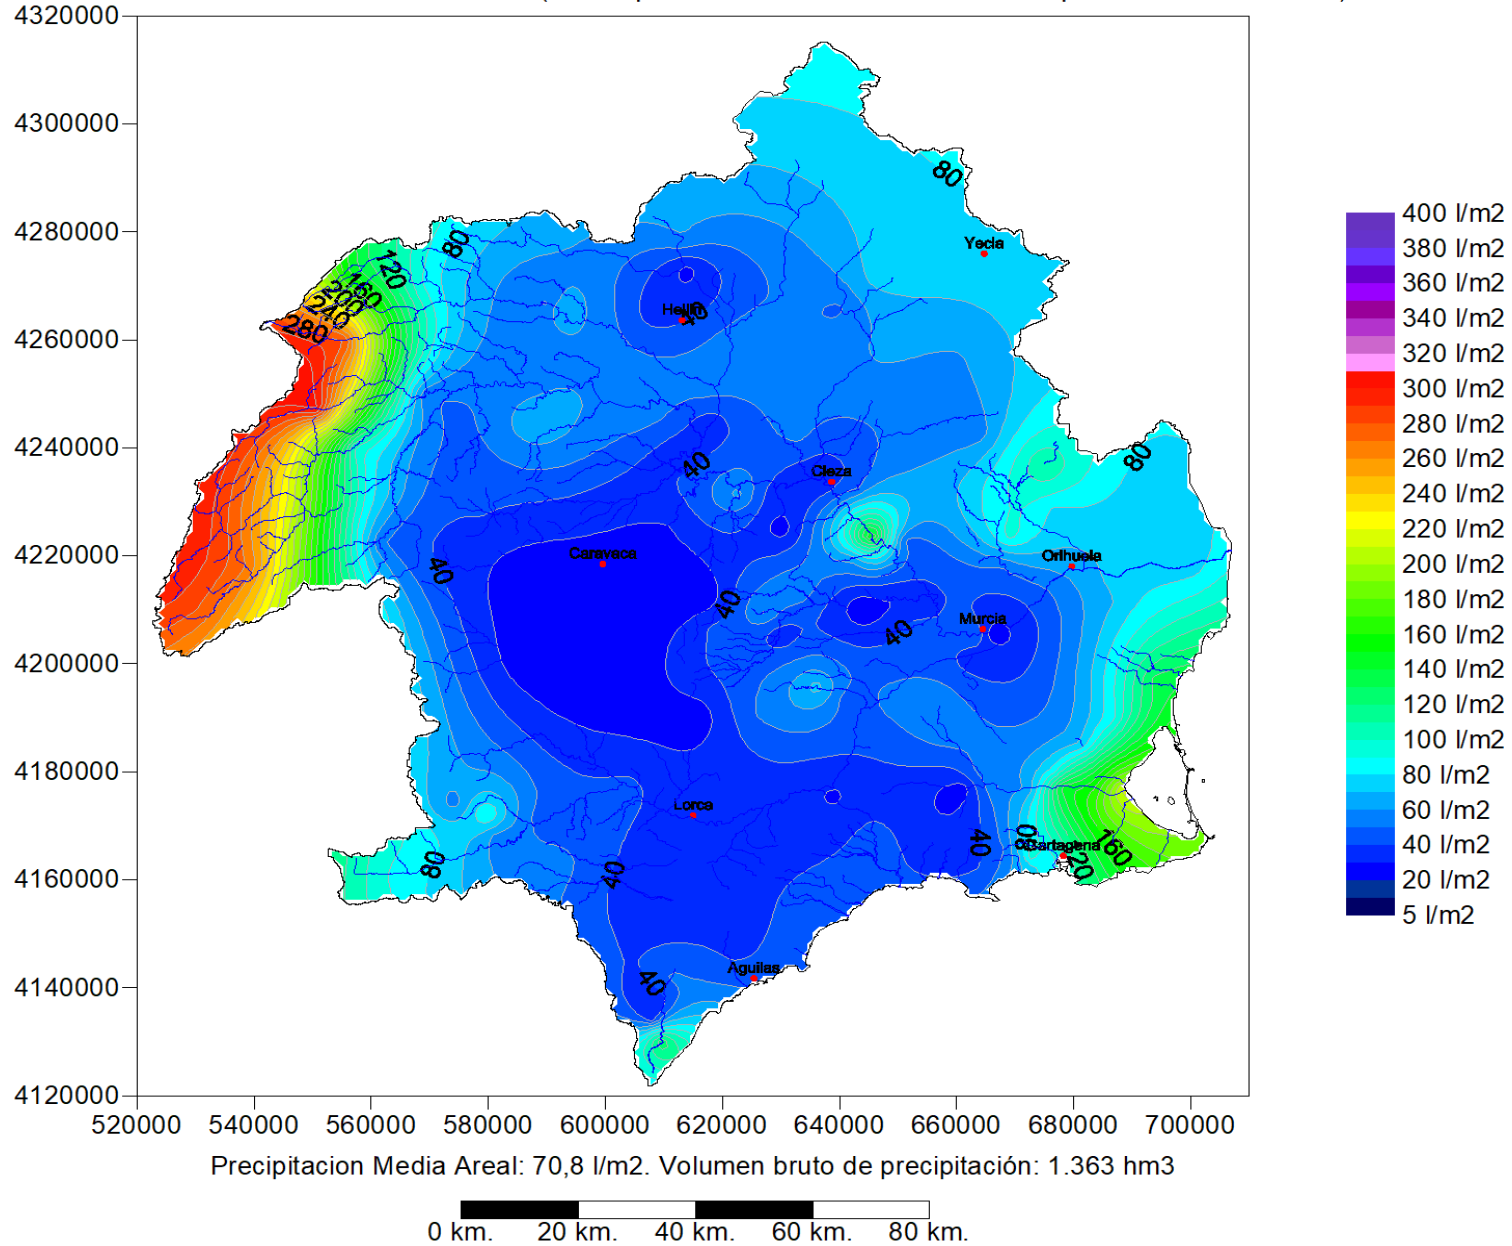 4320000
4300000
4280000
4260000
4240000
4220000
4200000
4180000
4160000
4140000
4120000
520000 540000 560000 580000 600000 620000 640000 660000 680000 700000
80
Yecla
80
120
160
200
200
240
280
Hellin
40
80
40
Cieza
40
Caravaca
Orihuela
40
40
Murcia
Lorca
40
80
Cartagena
160
80
40
Aguilas
40
400 l/m2
380 l/m2
360 l/m2
340 l/m2
320 l/m2
300 l/m2
280 l/m2
260 l/m2
240 l/m2
220 l/m2
200 l/m2
180 l/m2
160 l/m2
140 l/m2
120 l/m2
100 l/m2
80 l/m2
60 l/m2
40 l/m2
20 l/m2
5 l/m2
Precipitacion Media Areal: 70,8 l/m2. Volumen bruto de precipitación: 1.363 hm3
0 km. 20 km. 40 km. 60 km. 80 km.